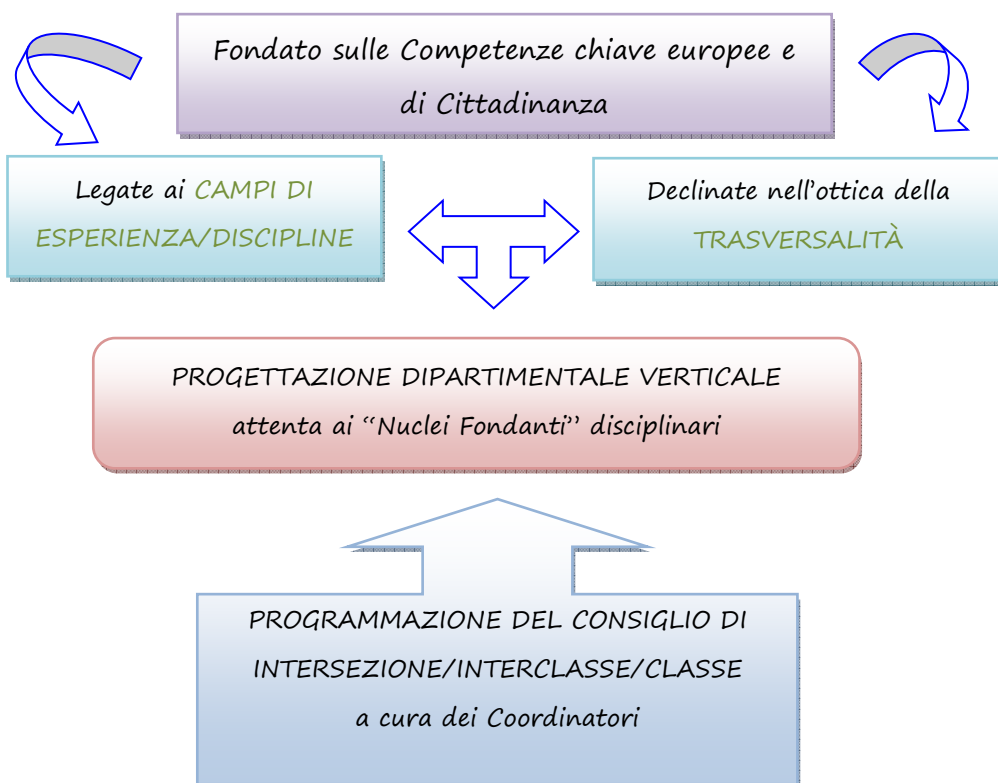 Fondato sulle Competenze chiave europee e
di Cittadinanza
Legate ai CAMPI DI
ESPERIENZA/DISCIPLINE
Declinate nell'ottica della
TRASVERSALITÀ
PROGETTAZIONE DIPARTIMENTALE VERTICALE
attenta ai “Nuclei Fondanti” disciplinari
PROGRAMMAZIONE DEL CONSIGLIO DI
INTERSEZIONE/INTERCLASSE/CLASSE
a cura dei Coordinatori